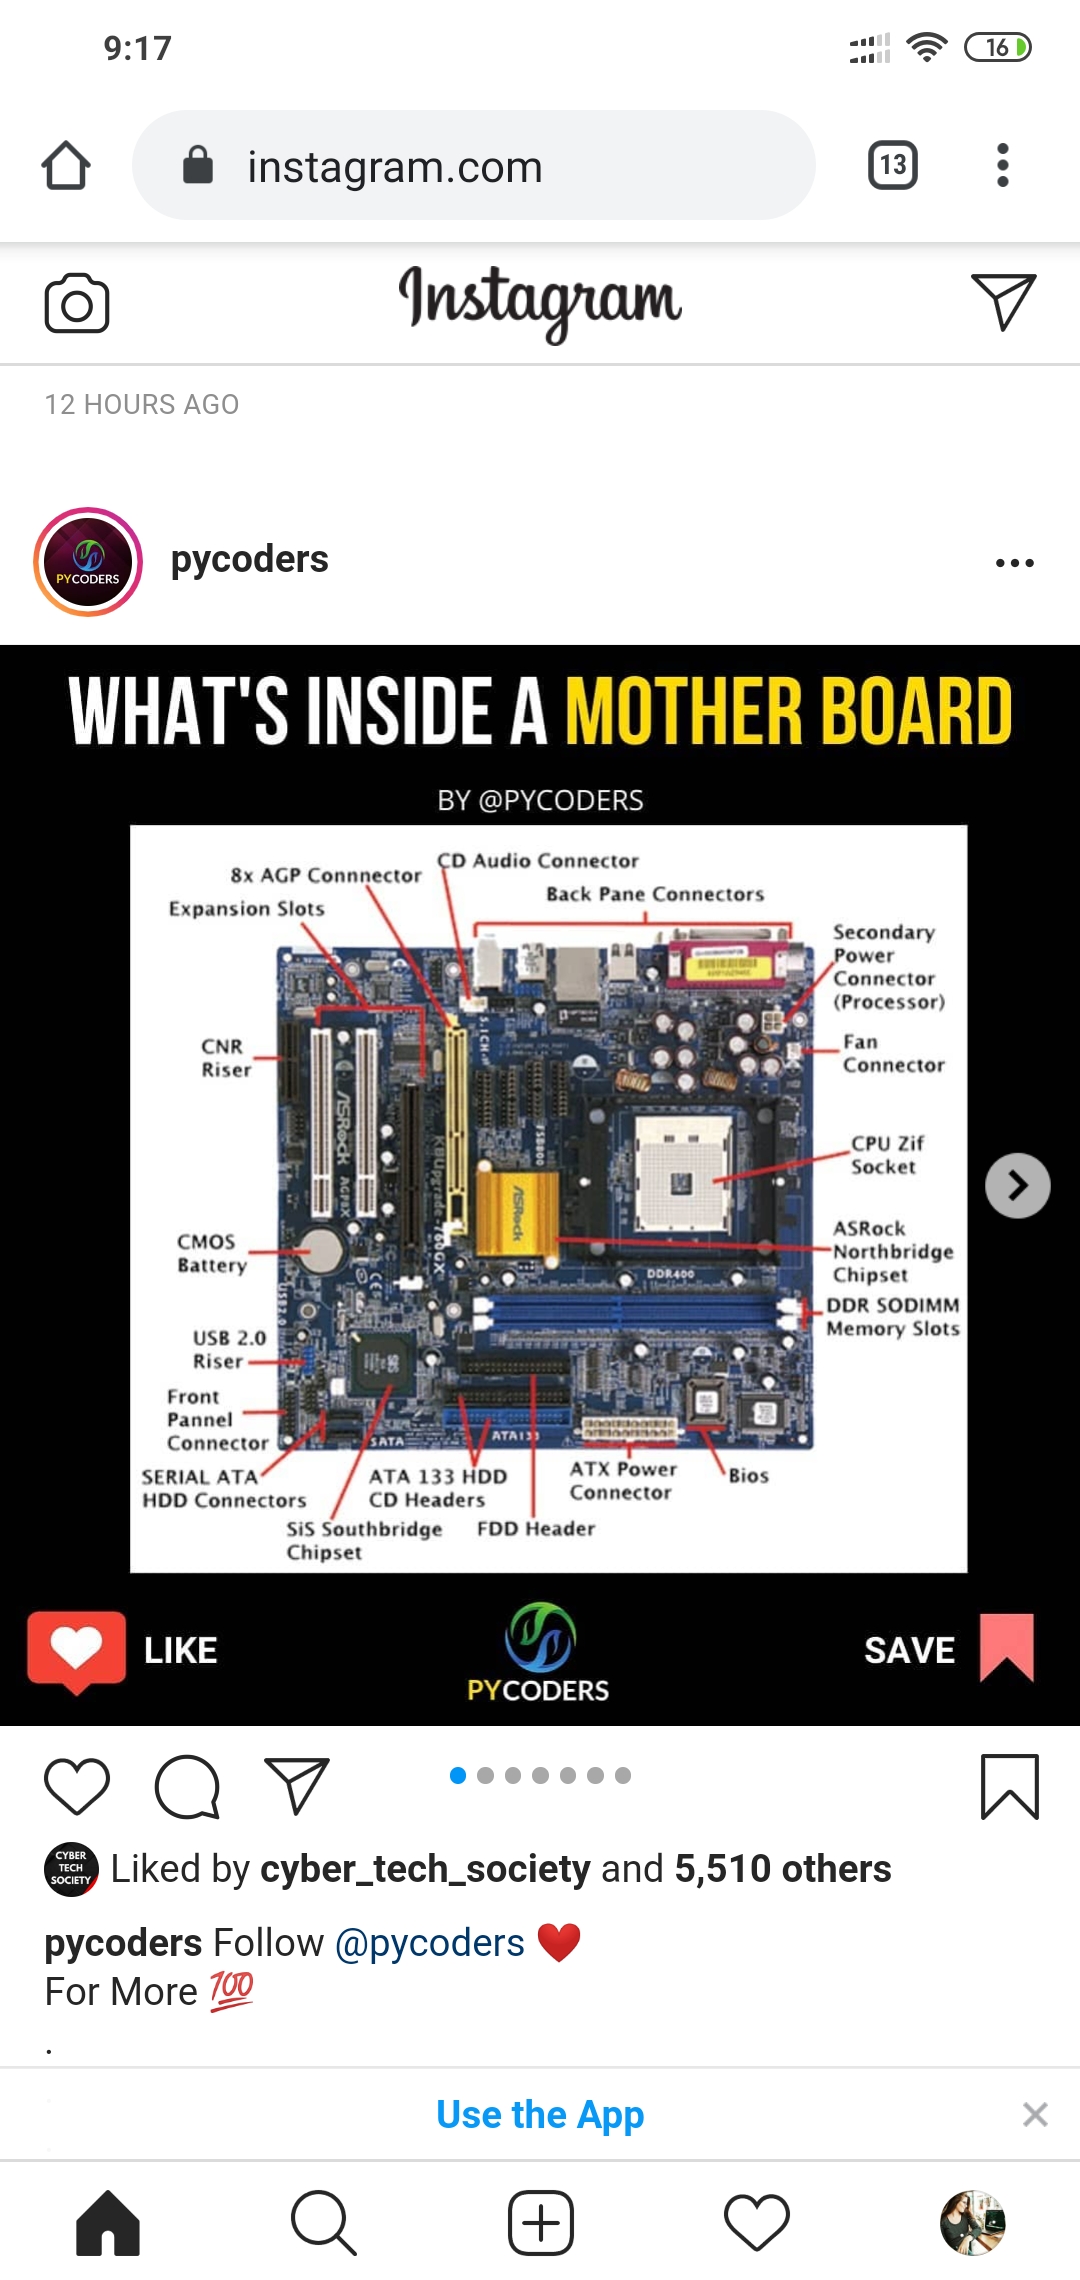 9:17
16
instagram.com
13
Instagram
12 HOURS AGO
PYCODERS
pycoders
WHAT'S INSIDE A MOTHER BOARD
BY @PYCODERS
CD Audio Connector
8x AGP Connnector
Back Pane Connectors
Expansion Slots
Secondary
Power
Connector
(Processor)
CNR
Riser
Fan
Connector
CPU Zif
Socket
ASRock
AGP8X
K8Upgrade-760GX
ASRock
CMOS
Battery
ASRock
Northbridge
Chipset
DDR400
DDR SODIMM
Memory Slots
USB 2.0
Riser
SiS
Front
Pannel
Connector
SATA
ATA133
SERIAL ATA
HDD Connectors
ATA 133 HDD
CD Headers
ATX Power
Connector
Bios
SiS Southbridge
Chipset
FDD Header
LIKE
PYCODERS
SAVE
CYBER
TECH
SOCIETY
Liked by cyber_tech_society and 5,510 others
pycoders Follow @pycoders ❤️
For More 💯
.
Use the App